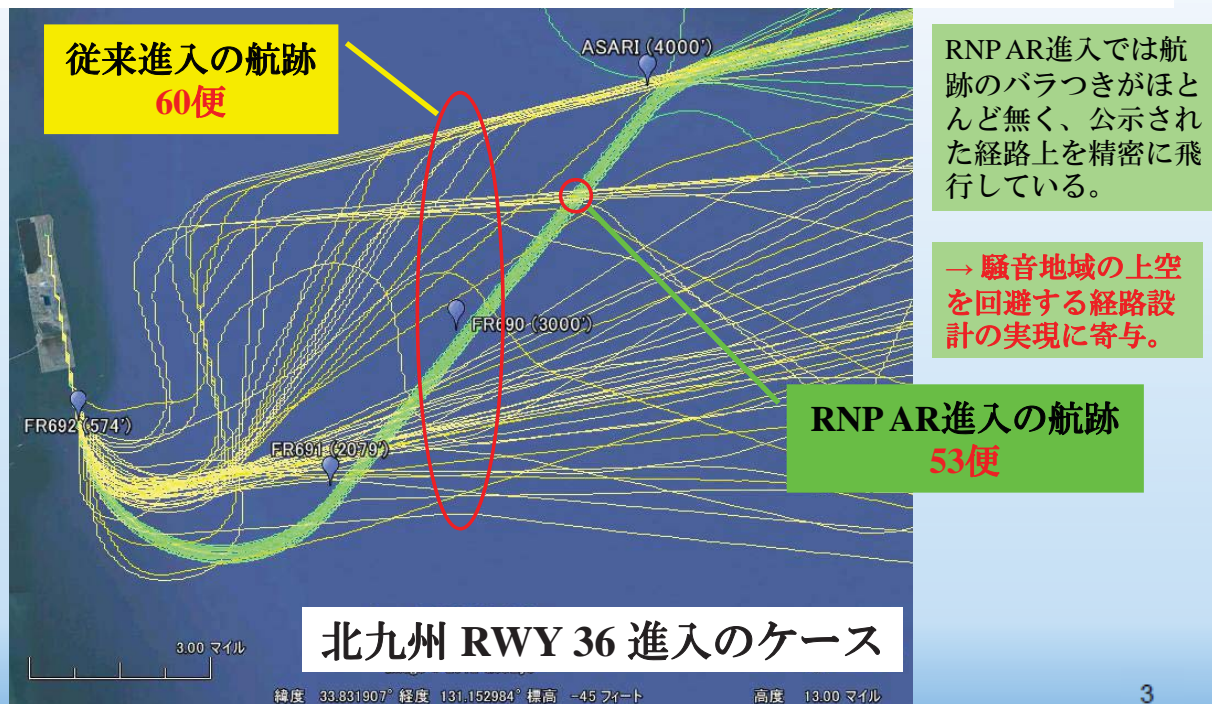 従来進入の航跡
60便
ASARI (4000')
RNP AR進入では航
跡のバラつきがほと
んど無く、公示され
た経路上を精密に飛
行している。
→ 騒音地域の上空
を回避する経路設
計の実現に寄与。
FR690 (3000')
FR692 (574')
FR691 (2079')
RNP AR進入の航跡
53便
北九州 RWY 36 進入のケース
3.00 マイル
緯度 33.831907° 経度 131.152984° 標高 -45 フィート 高度 13.00 マイル
3